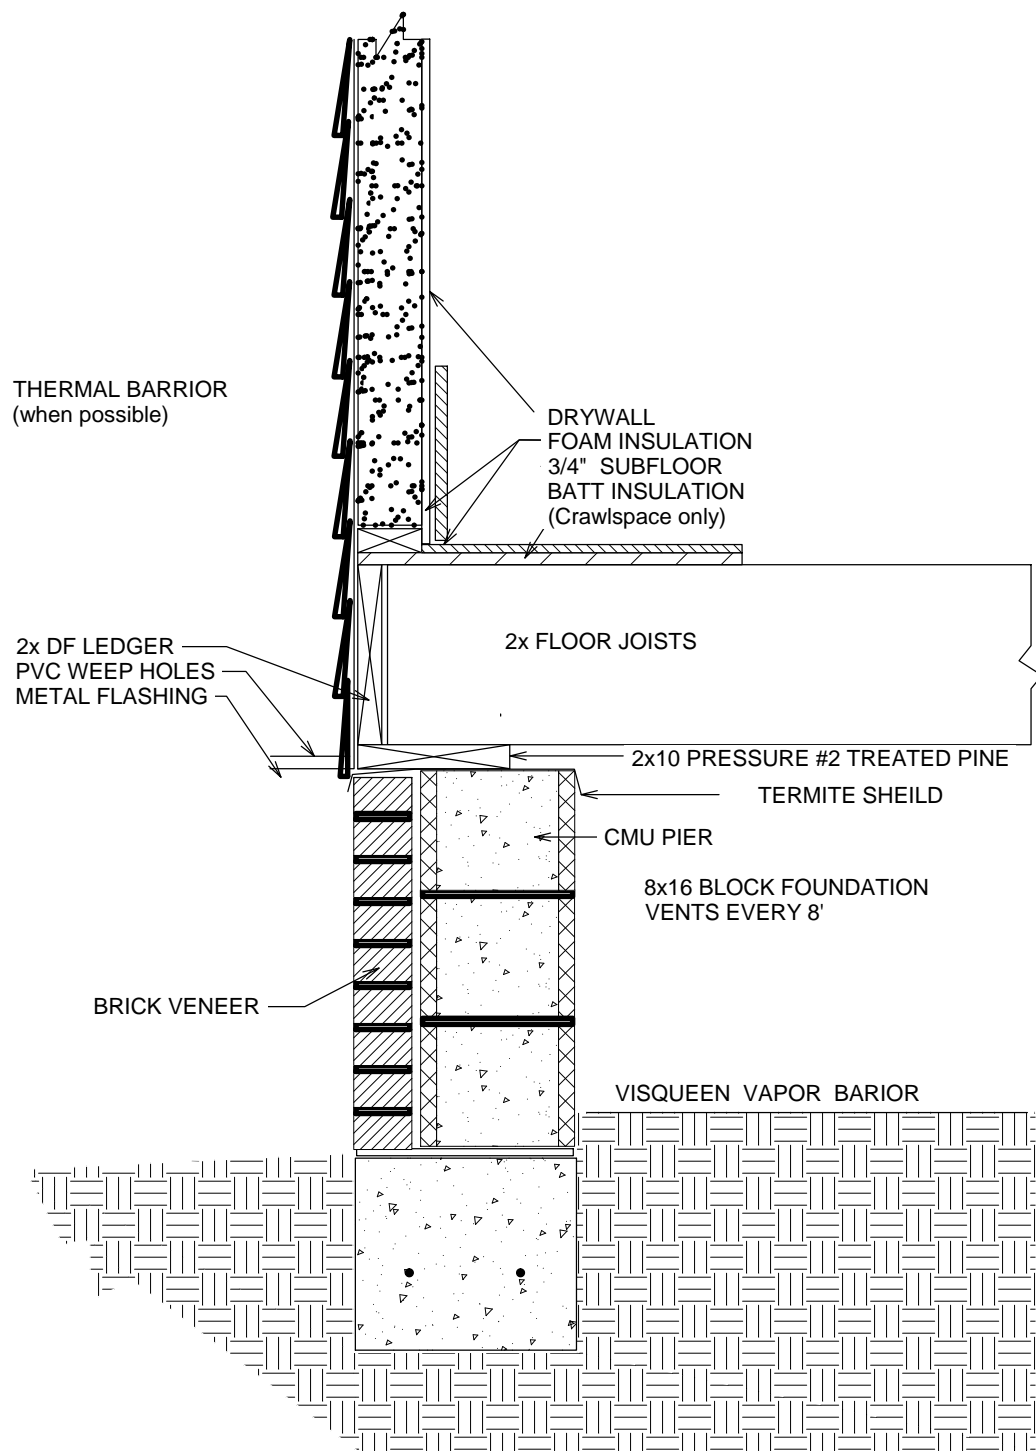 THERMAL BARRIER
(when possible)
DRYWALL
FOAM INSULATION
3/4" SUBFLOOR
BATT INSULATION
(Crawlspace only)
2x DF LEDGER
PVC WEEP HOLES
METAL FLASHING
2x FLOOR JOISTS
2x10 PRESSURE #2 TREATED PINE
TERMITE SHEILD
CMU PIER
8x16 BLOCK FOUNDATION
VENTS EVERY 8'
BRICK VENEER
VISQUEEN VAPOR BARIOR